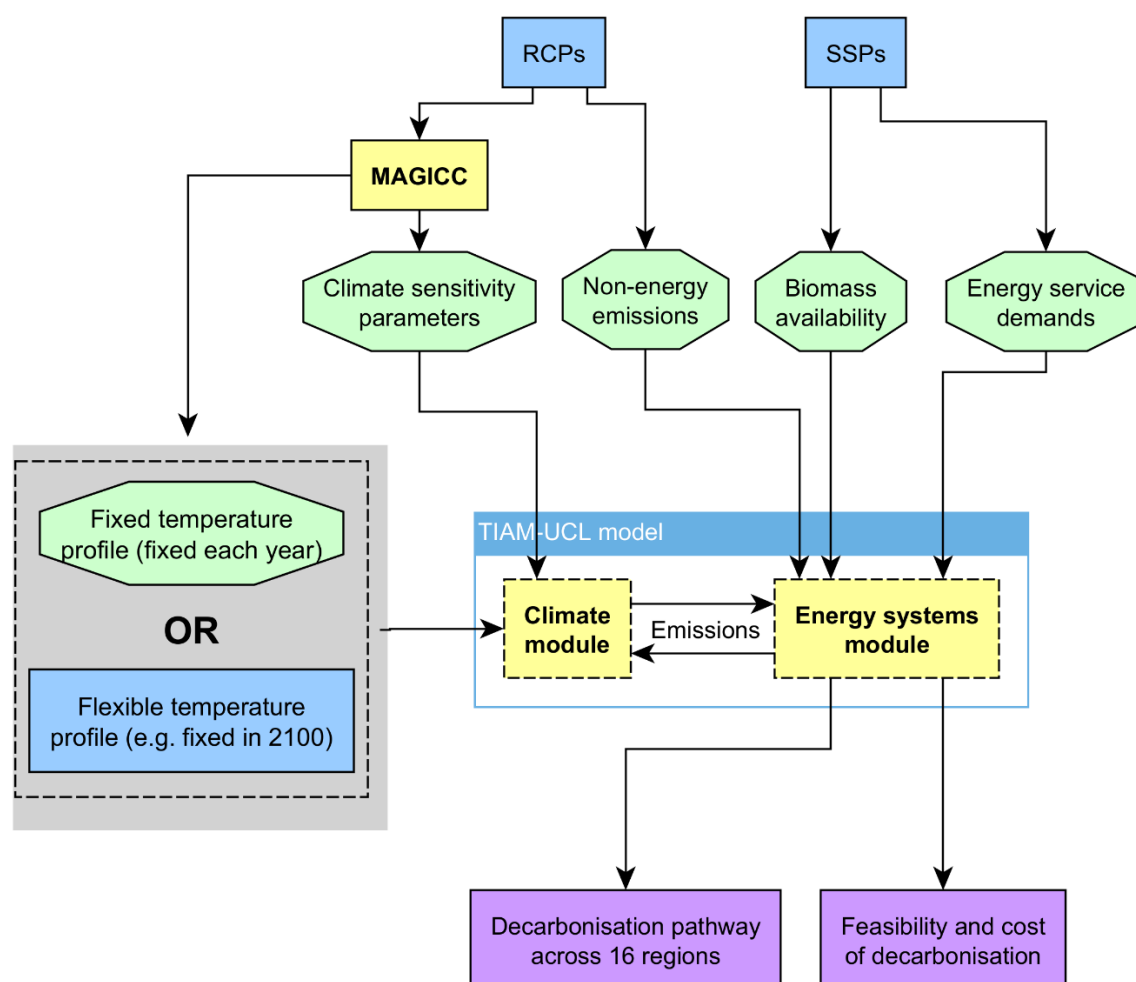 RCPs
SSPs
MAGICC
Climate sensitivity
parameters
Non-energy
emissions
Biomass
availability
Energy service
demands
Fixed temperature
profile (fixed each year)
OR
Flexible temperature
profile (e.g. fixed in 2100)
TIAM-UCL model
Climate
module
Emissions
Energy systems
module
Decarbonisation pathway
across 16 regions
Feasibility and cost
of decarbonisation